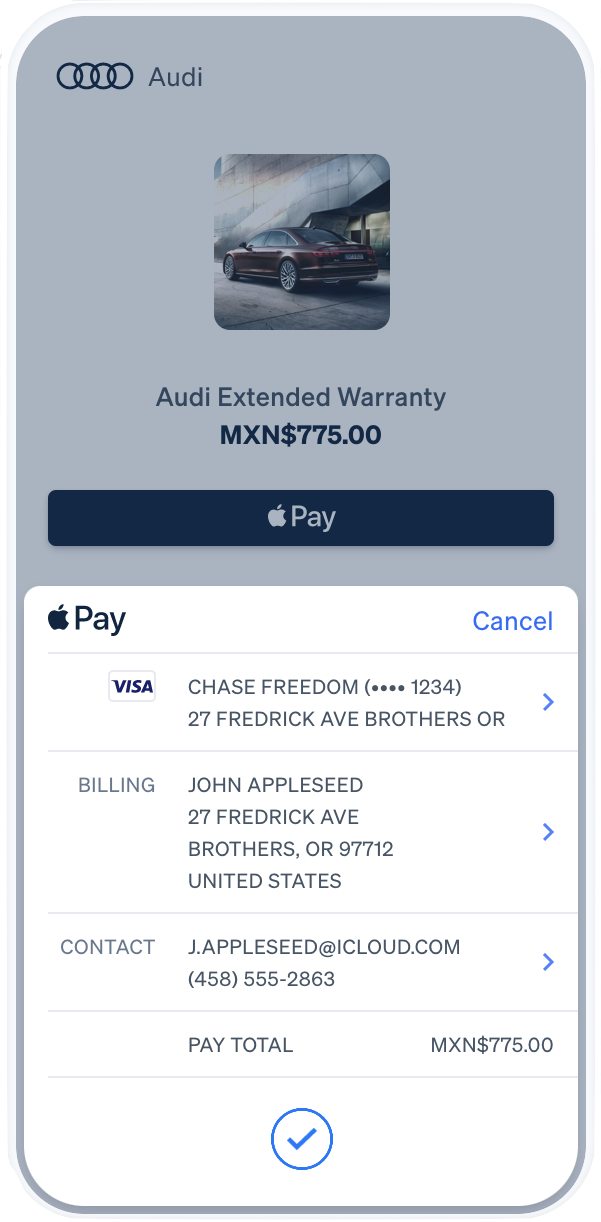 Audi
Audi Extended Warranty
MXN$775.00
Pay
Pay
Cancel
VISA
CHASE FREEDOM (•••• 1234)
27 FREDRICK AVE BROTHERS OR
BILLING
JOHN APPLESEED
27 FREDRICK AVE
BROTHERS, OR 97712
UNITED STATES
CONTACT
J.APPLESEED@ICLOUD.COM
(458) 555-2863
PAY TOTAL
MXN$775.00